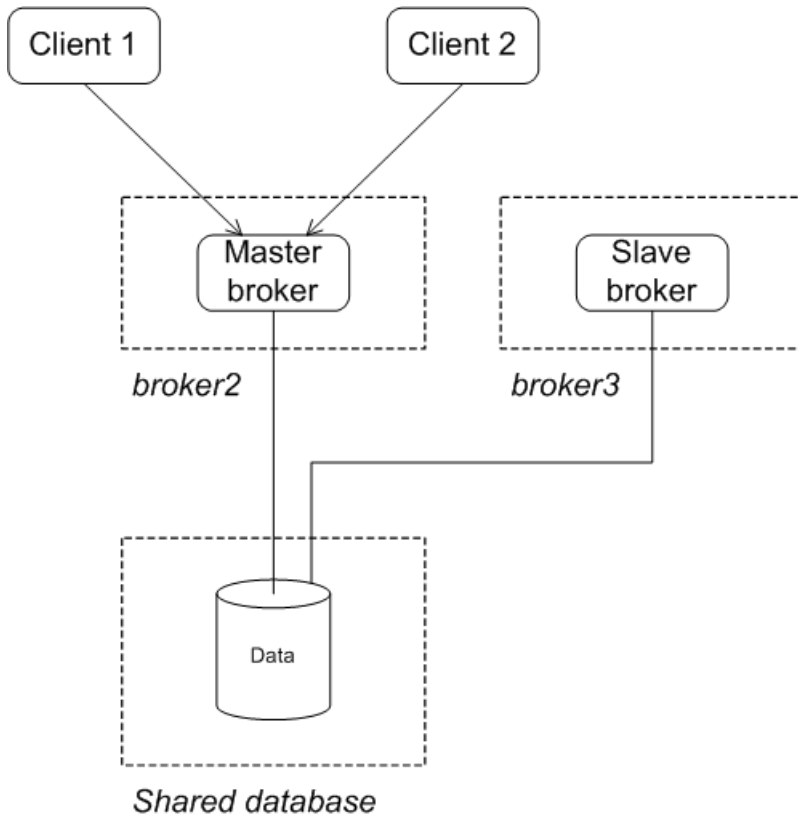 Client 1
Client 2
Master
broker
Slave
broker
broker2
broker3
Data
Shared database